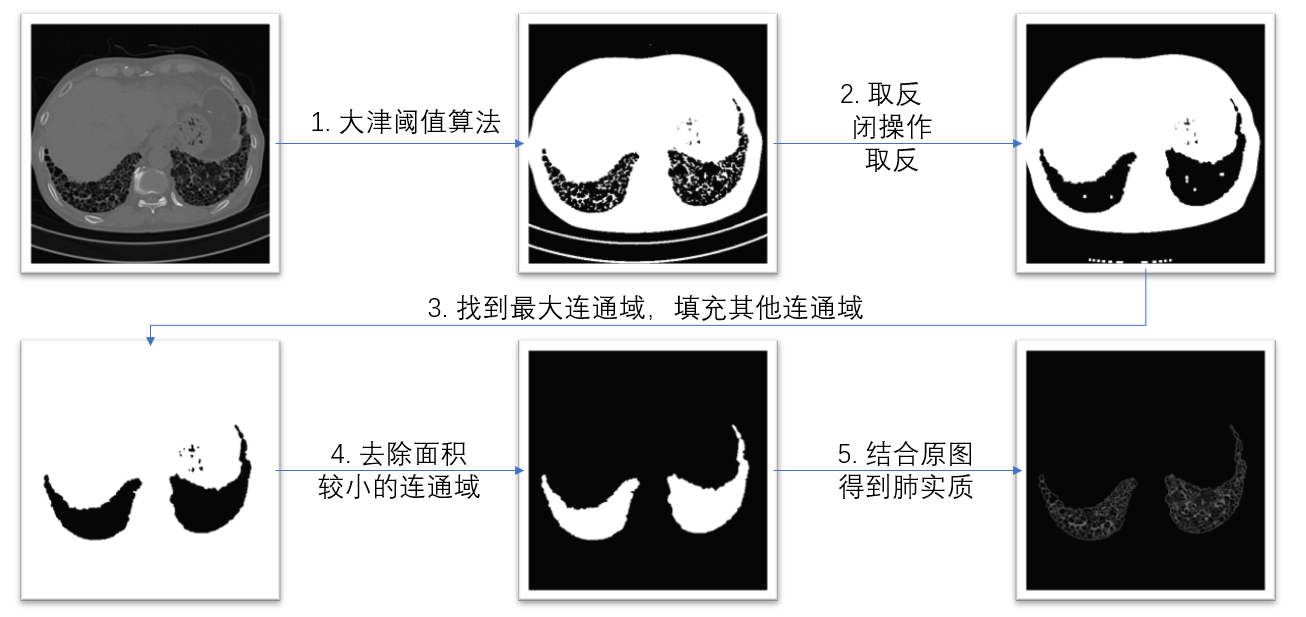 1. 大津阈值算法
2. 取反
闭操作
取反
3. 找到最大连通域，填充其他连通域
4. 去除面积
较小的连通域
5. 结合原图
得到肺实质